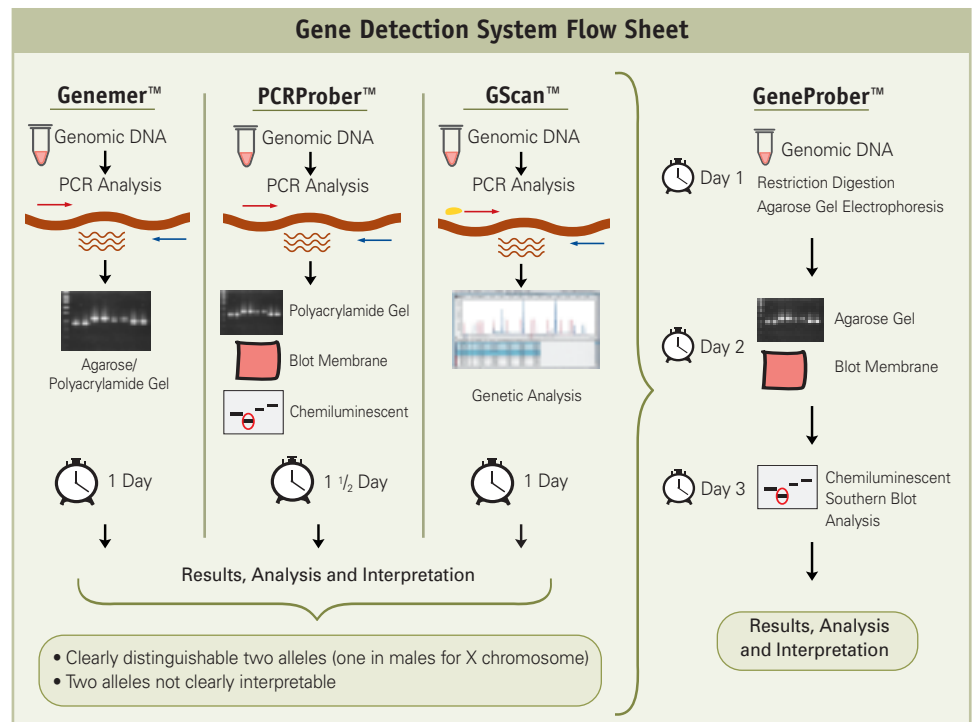 Gene Detection System Flow Sheet
Genemer™
Genomic DNA
PCR Analysis
Agarose/
Polyacrylamide Gel
1 Day
PCRProber™
Genomic DNA
PCR Analysis
Polyacrylamide Gel
Blot Membrane
Chemiluminescent
1 1/2 Day
GScan™
Genomic DNA
PCR Analysis
Genetic Analysis
1 Day
Results, Analysis and Interpretation
• Clearly distinguishable two alleles (one in males for X chromosome)
• Two alleles not clearly interpretable
GeneProber™
Genomic DNA
Day 1
Restriction Digestion
Agarose Gel Electrophoresis
Day 2
Agarose Gel
Blot Membrane
Day 3
Chemiluminescent
Southern Blot
Analysis
Results, Analysis
and Interpretation